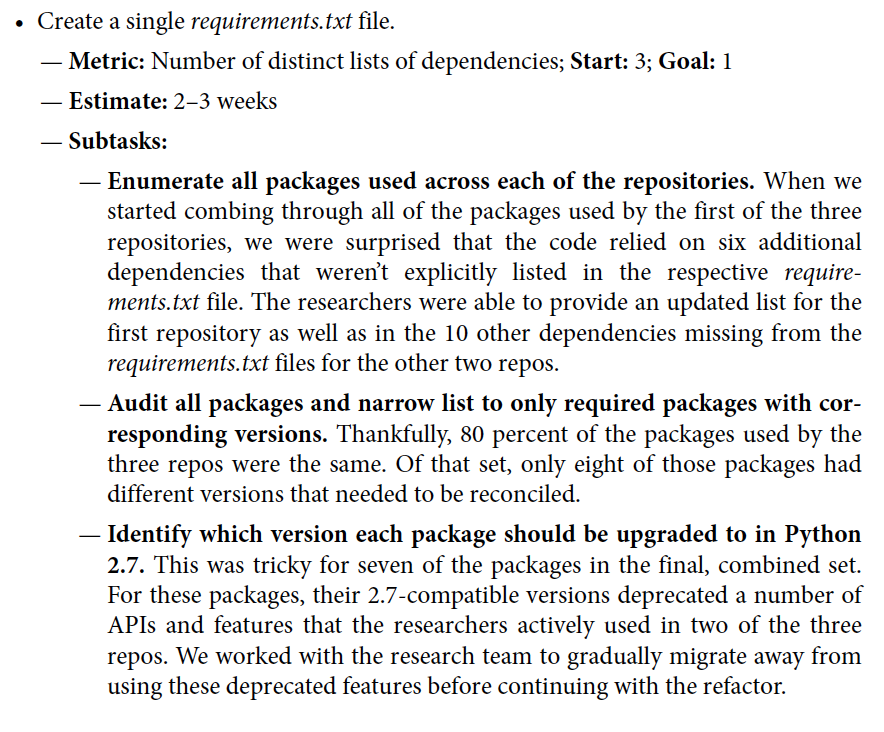 • Create a single requirements.txt file.
— Metric: Number of distinct lists of dependencies; Start: 3; Goal: 1
— Estimate: 2–3 weeks
— Subtasks:
— Enumerate all packages used across each of the repositories. When we
started combing through all of the packages used by the first of the three
repositories, we were surprised that the code relied on six additional
dependencies that weren’t explicitly listed in the respective require-
ments.txt file. The researchers were able to provide an updated list for the
first repository as well as in the 10 other dependencies missing from the
requirements.txt files for the other two repos.
— Audit all packages and narrow list to only required packages with cor-
responding versions. Thankfully, 80 percent of the packages used by the
three repos were the same. Of that set, only eight of those packages had
different versions that needed to be reconciled.
— Identify which version each package should be upgraded to in Python
2.7. This was tricky for seven of the packages in the final, combined set.
For these packages, their 2.7-compatible versions deprecated a number of
APIs and features that the researchers actively used in two of the three
repos. We worked with the research team to gradually migrate away from
using these deprecated features before continuing with the refactor.